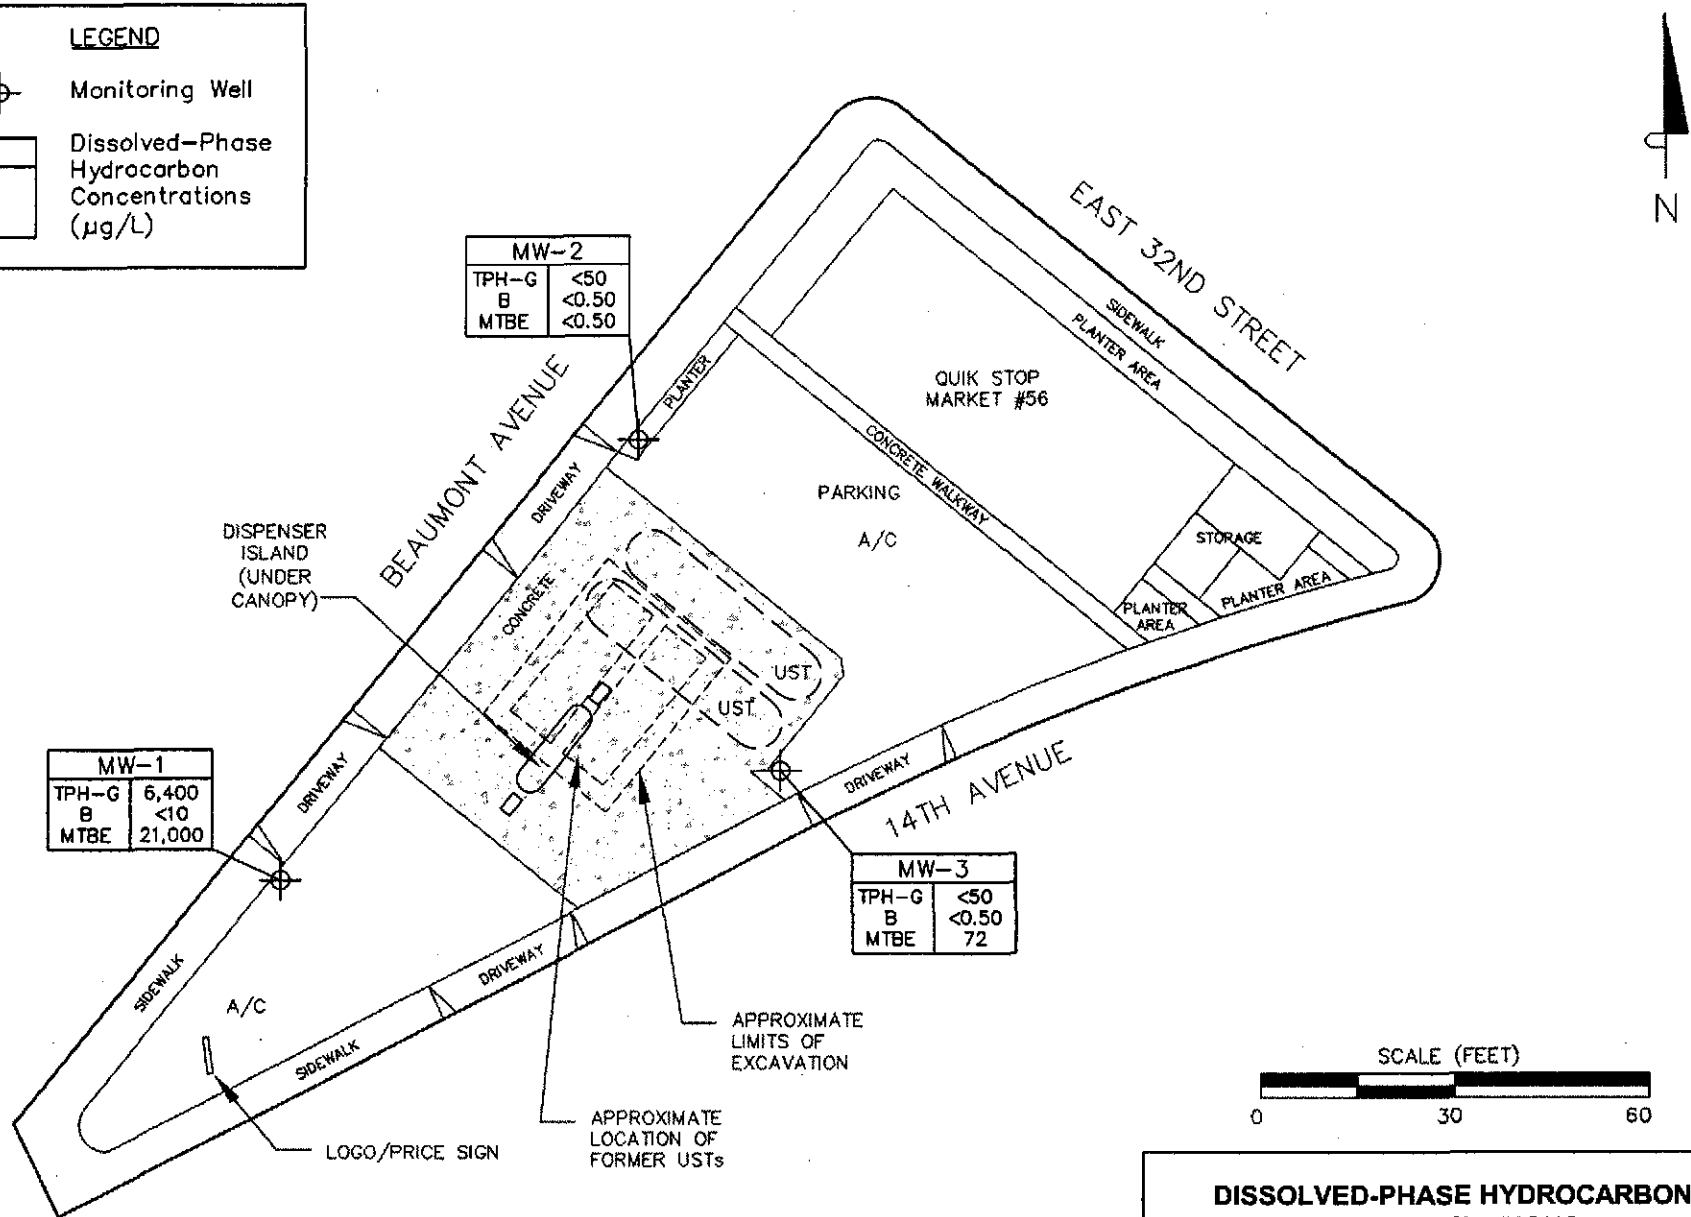 LEGEND
Monitoring Well
Dissolved-Phase
Hydrocarbon
Concentrations
(µg/L)
N
EAST 32ND STREET
SIDEWALK
PLANTER AREA
MW-2
TPH-G <50
B <0.50
MTBE <0.50
BEAUMONT AVENUE
PLANTER
QUIK STOP
MARKET #56
CONCRETE WALKWAY
PARKING
A/C
DRIVEWAY
CONCRETE
STORAGE
PLANTER AREA
PLANTER
AREA
DISPENSER
ISLAND
(UNDER
CANOPY)
UST
UST
MW-1
TPH-G 6,400
B <10
MTBE 21,000
DRIVEWAY
DRIVEWAY
14TH AVENUE
MW-3
TPH-G <50
B <0.50
MTBE 72
SIDEWALK
A/C
DRIVEWAY
SIDEWALK
APPROXIMATE
LIMITS OF
EXCAVATION
APPROXIMATE
LOCATION OF
FORMER USTs
LOGO/PRICE SIGN
SCALE (FEET)
0 30 60
DISSOLVED-PHASE HYDROCARBON